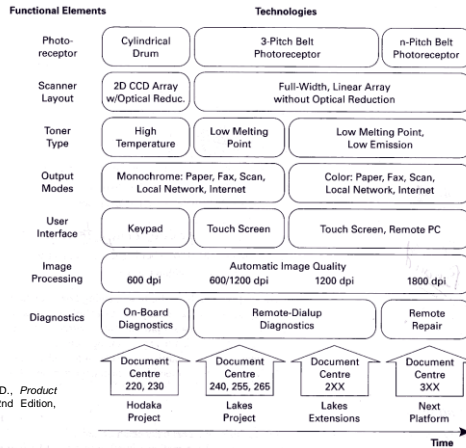 Functional Elements
Technologies
Photo-
receptor
Cylindrical
Drum
3-Pitch Belt
Photoreceptor
n-Pitch Belt
Photoreceptor
Scanner
Layout
2D CCD Array
w/Optical Reduc.
Full-Width, Linear Array
without Optical Reduction
Toner
Type
High
Temperature
Low Melting
Point
Low Melting Point,
Low Emission
Output
Modes
Monochrome: Paper, Fax, Scan,
Local Network, Internet
Color: Paper, Fax, Scan,
Local Network, Internet
User
Interface
Keypad
Touch Screen
Touch Screen, Remote PC
Image
Processing
Automatic Image Quality
600 dpi
600/1200 dpi
1200 dpi
1800 dpi
Diagnostics
On-Board
Diagnostics
Remote-Dialup
Diagnostics
Remote
Repair
Document
Centre
220, 230
Document
Centre
240, 255, 265
Document
Centre
2XX
Document
Centre
3XX
D., Product
2nd Edition,
Hodaka
Project
Lakes
Project
Lakes
Extensions
Next
Platform
Time